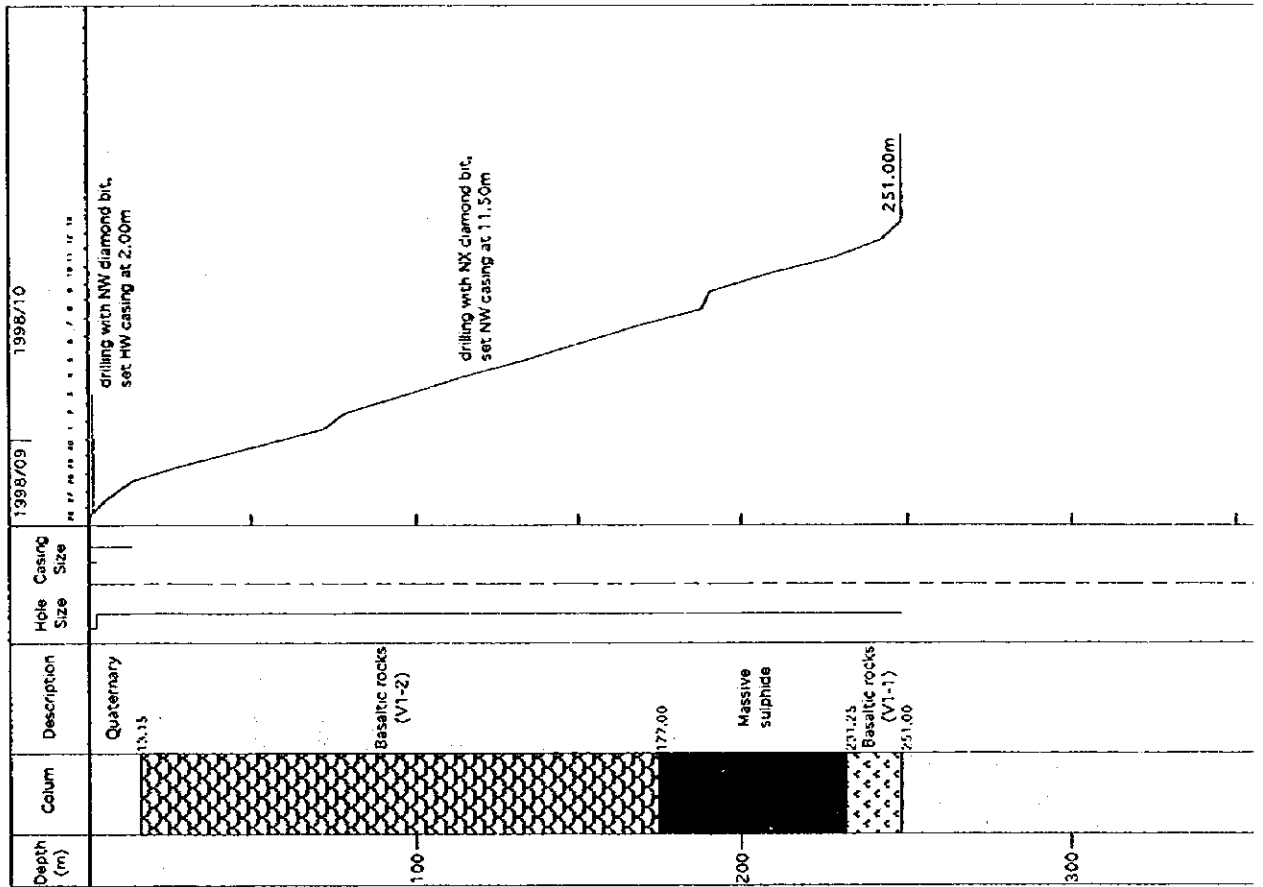 Depth
(m)
Colum
Description
Hole
Size
Casing
Size
1998/09
1998/10
Quaternary
13.15
Basaltic rocks
(V1-2)
177.00
Massive
sulphide
231.25
Basaltic rocks
(V1-1)
251.00
100
200
300
drilling with NW diamond bit,
set HW casing at 2.00m
drilling with NX diamond bit,
set NW casing at 11.50m
251.00m